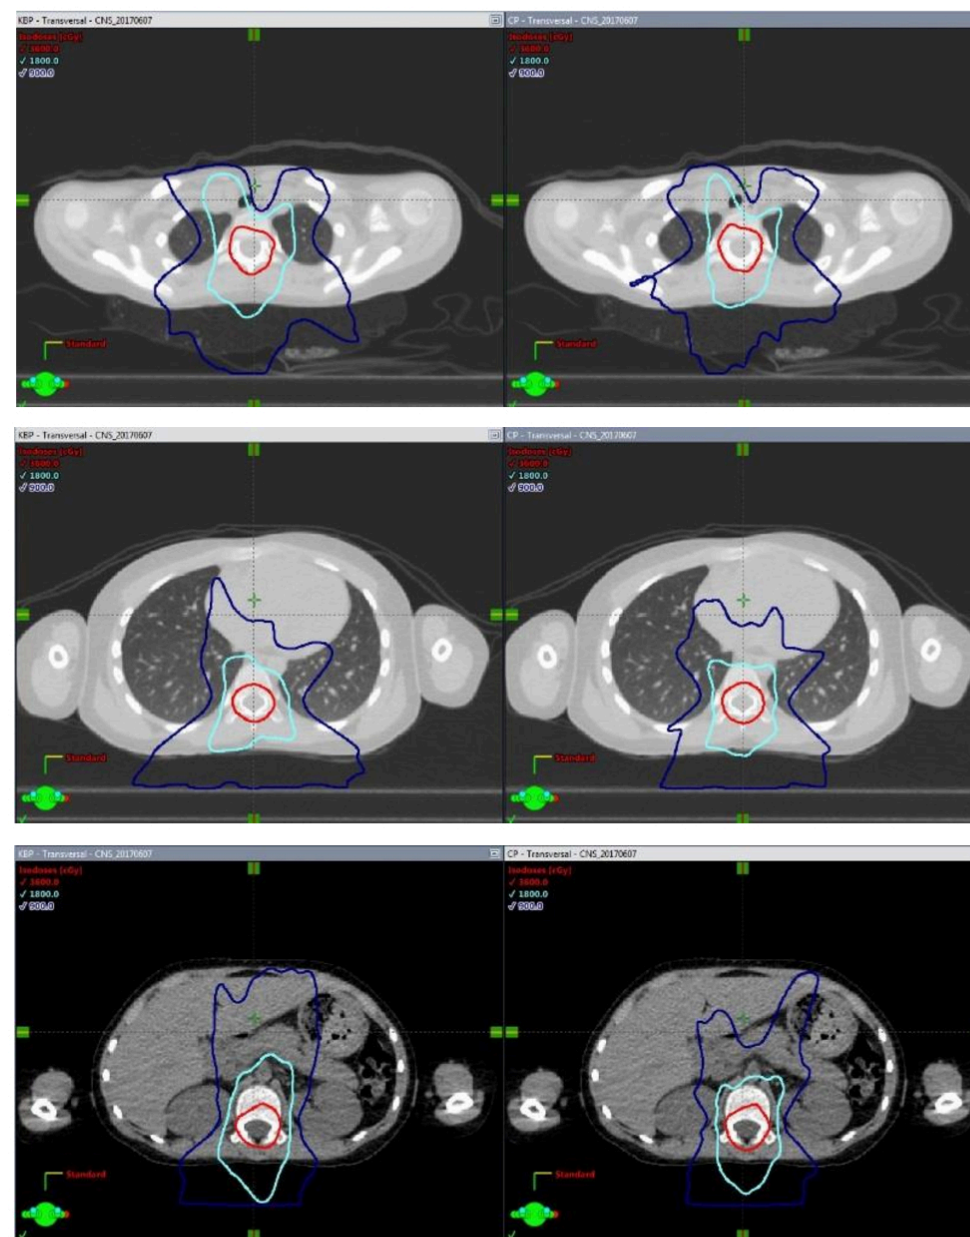 KBP - Transversal - CNS_20170607
Isodoses (cGy)
✓ 3600.0
✓ 1800.0
✓ 900.0
Standard
CP - Transversal - CNS_20170607
Isodoses (cGy)
✓ 3600.0
✓ 1800.0
✓ 900.0
Standard
KBP - Transversal - CNS_20170607
Isodoses (cGy)
✓ 3600.0
✓ 1800.0
✓ 900.0
Standard
CP - Transversal - CNS_20170607
Isodoses (cGy)
✓ 3600.0
✓ 1800.0
✓ 900.0
Standard
KBP - Transversal - CNS_20170607
Isodoses (cGy)
✓ 3600.0
✓ 1800.0
✓ 900.0
Standard
CP - Transversal - CNS_20170607
Isodoses (cGy)
✓ 3600.0
✓ 1800.0
✓ 900.0
Standard